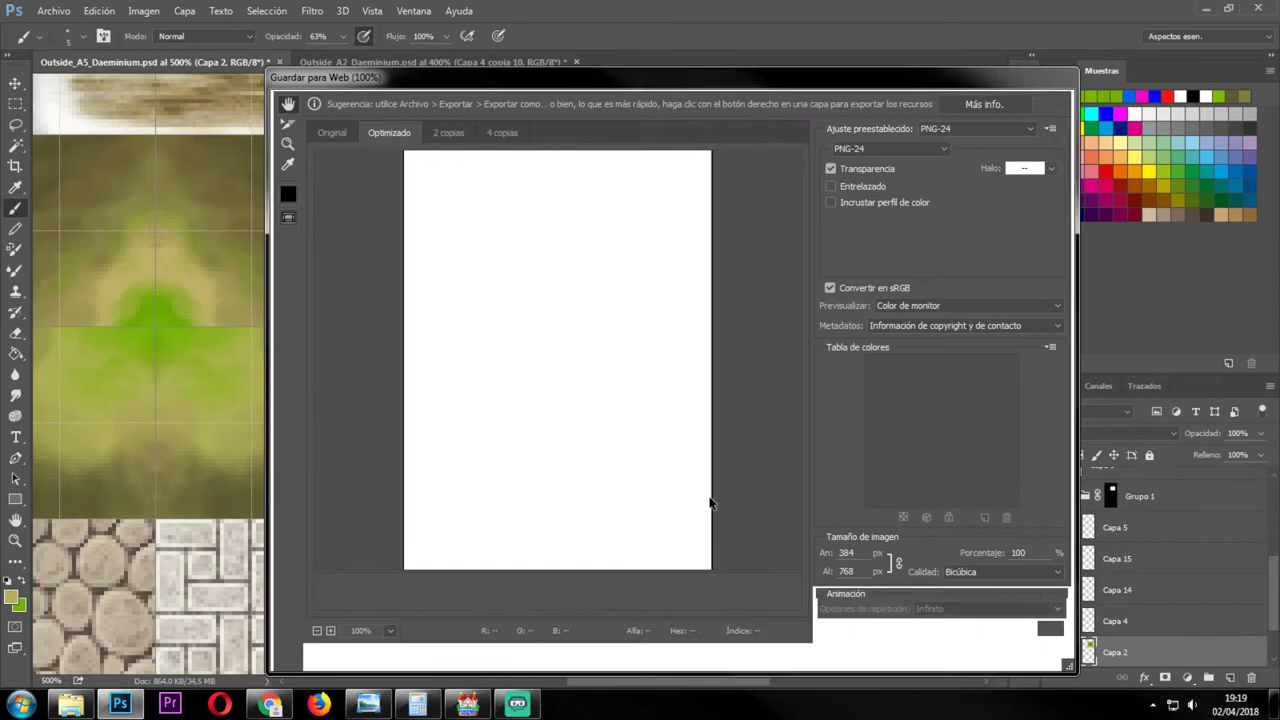 Ps Archivo Edición Imagen Capa Texto Selección Filtro 3D Vista Ventana Ayuda
5 Modo: Normal Opacidad: 63% Flujo: 100% Aspectos esen.
Outside_A5_Daeminium.psd al 500% (Capa 2, RGB/8*) * × Outside_A2_Daeminium.psd al 400% (Capa 4 copia 10, RGB/8*) * ×
Guardar para Web (100%)
Muestras
Sugerencia: utilice Archivo > Exportar > Exportar como... o bien, lo que es más rápido, haga clic con el botón derecho en una capa para exportar los recursos Más info.
Original Optimizado 2 copias 4 copias
Ajuste preestablecido: PNG-24
PNG-24
Transparencia Halo: --
Entrelazado
Incrustar perfil de color
Convertir en sRGB
Previsualizar: Color de monitor
Metadatos: Información de copyright y de contacto
Tabla de colores
Canales Trazados
Opacidad: 100%
Relleno: 100%
Grupo 1
Capa 5
Capa 15
Capa 14
Capa 4
Capa 2
Tamaño de imagen
An: 384 px Porcentaje: 100 %
Al: 768 px Calidad: Bicúbica
Animación
Opciones de repetición: Infinito
100% R: -- G: -- B: -- Alfa: -- Hex: -- Índice: --
500% Doc: 864.0 KB/34,5 MB
Ps Pr
19:19
02/04/2018